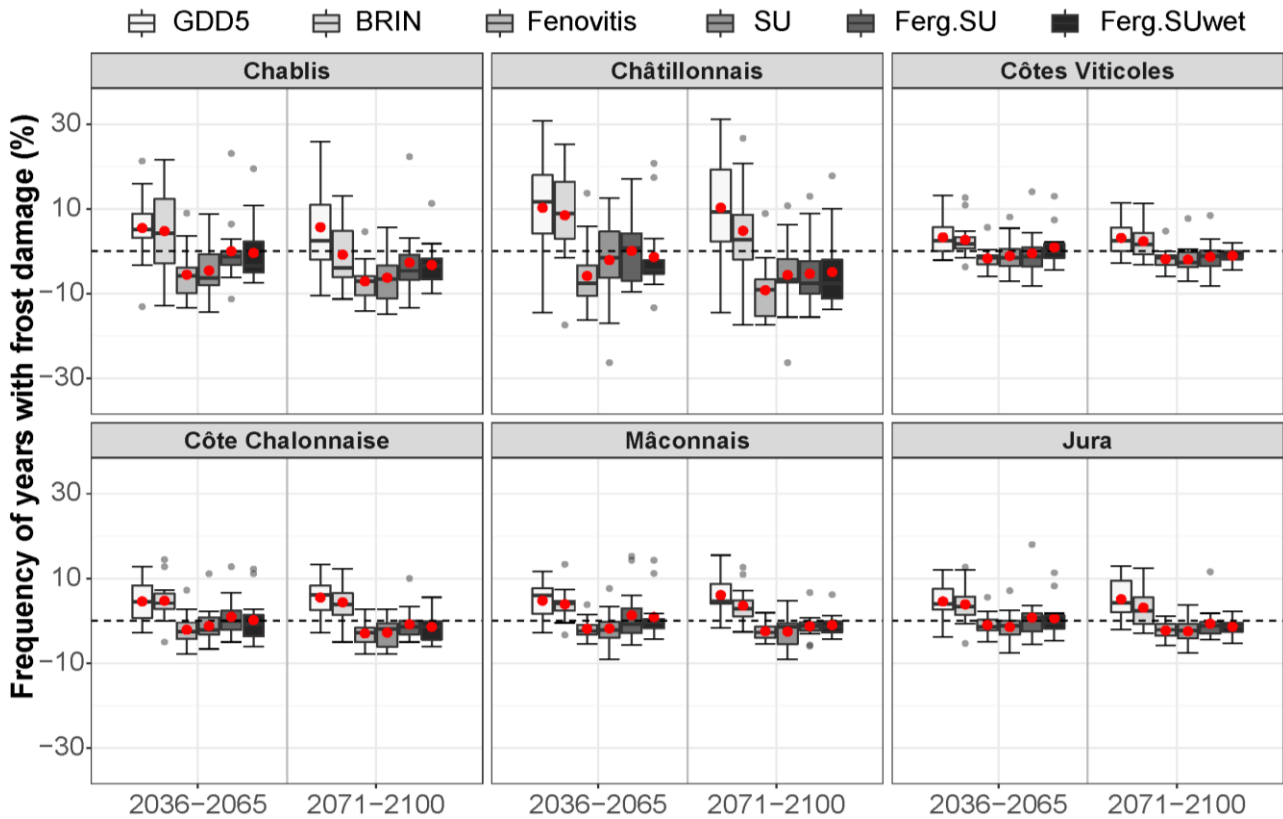 GDD5 BRIN Fenovitis SU Ferg.SU Ferg.SUwet
Chablis Châtillonnais Côtes Viticoles
Frequency of years with frost damage (%)
30
10
−10
−30
Côte Chalonnaise Mâconnais Jura
30
10
−10
−30
2036−2065 2071−2100 2036−2065 2071−2100 2036−2065 2071−2100